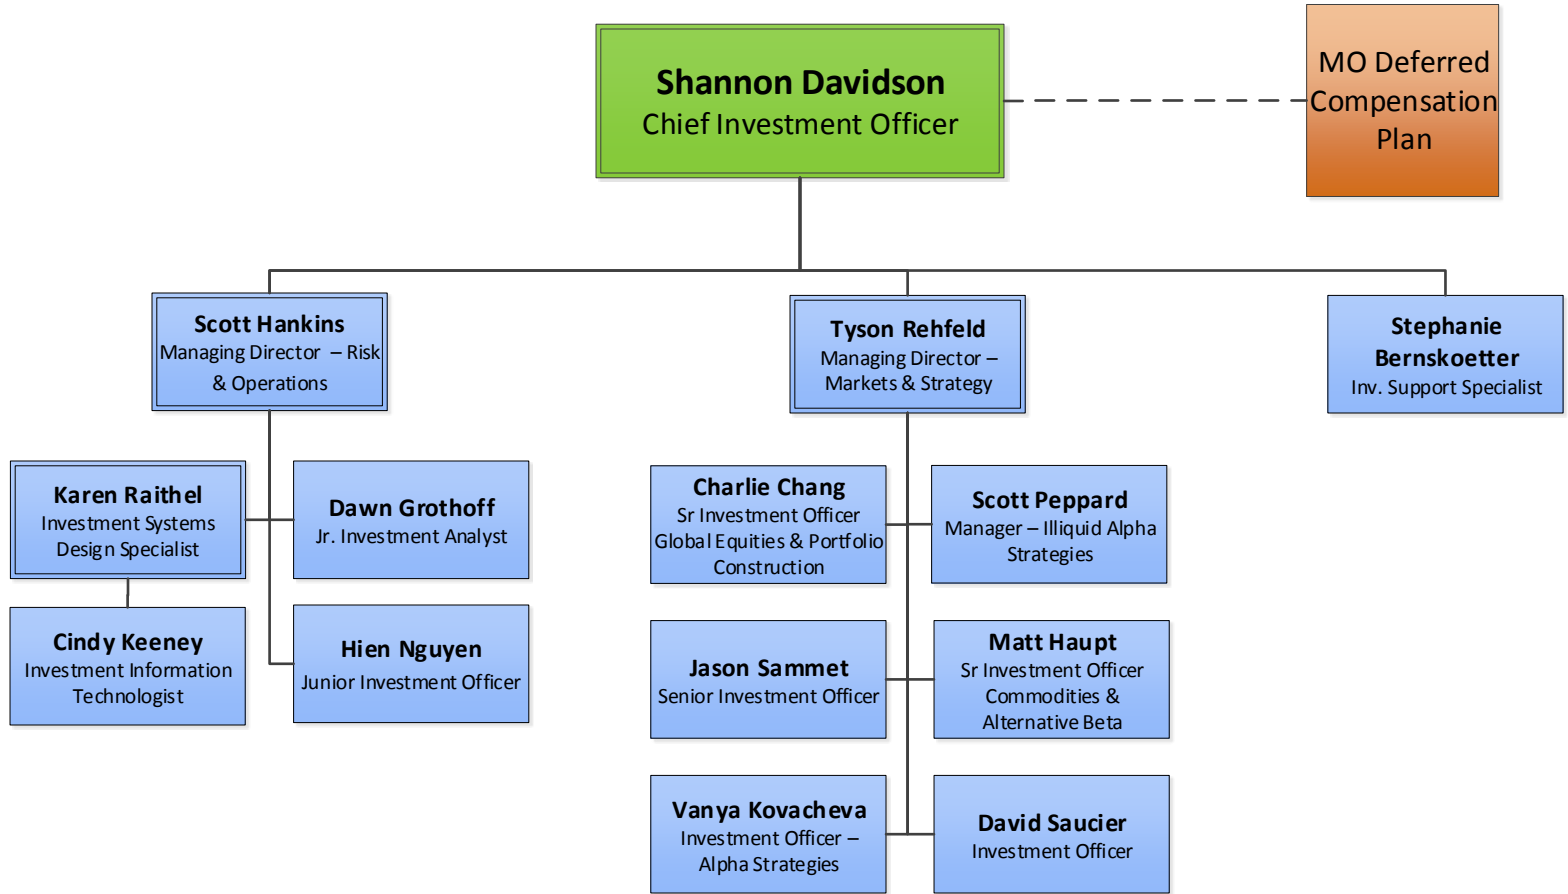 Shannon Davidson
Chief Investment Officer
MO Deferred
Compensation
Plan
Scott Hankins
Managing Director – Risk
& Operations
Tyson Rehfeld
Managing Director –
Markets & Strategy
Stephanie
Bernskoetter
Inv. Support Specialist
Karen Raithel
Investment Systems
Design Specialist
Dawn Grothoff
Jr. Investment Analyst
Cindy Keeney
Investment Information
Technologist
Hien Nguyen
Junior Investment Officer
Charlie Chang
Sr Investment Officer
Global Equities & Portfolio
Construction
Scott Peppard
Manager – Illiquid Alpha
Strategies
Jason Sammet
Senior Investment Officer
Matt Haupt
Sr Investment Officer
Commodities &
Alternative Beta
Vanya Kovacheva
Investment Officer –
Alpha Strategies
David Saucier
Investment Officer